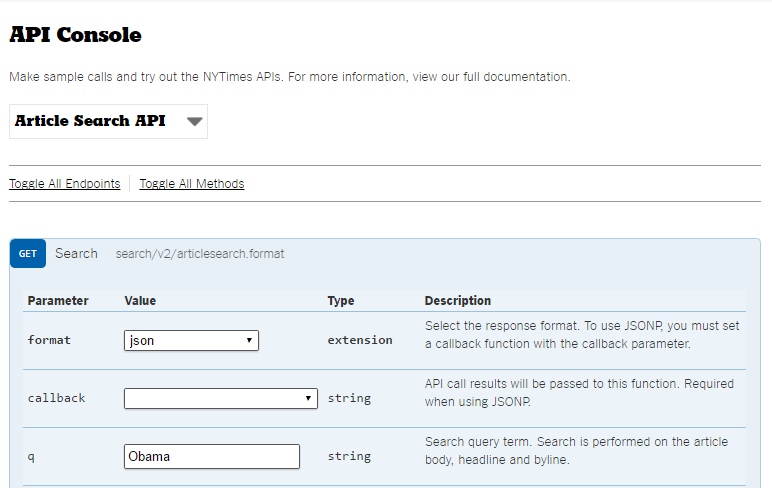 API Console
Make sample calls and try out the NYTimes APIs. For more information, view our full documentation.
Article Search API
Toggle All Endpoints Toggle All Methods
GET Search search/v2/articlesearch.format
Parameter Value Type Description
format json extension Select the response format. To use JSONP, you must set
a callback function with the callback parameter.
callback string API call results will be passed to this function. Required
when using JSONP.
q Obama string Search query term. Search is performed on the article
body, headline and byline.